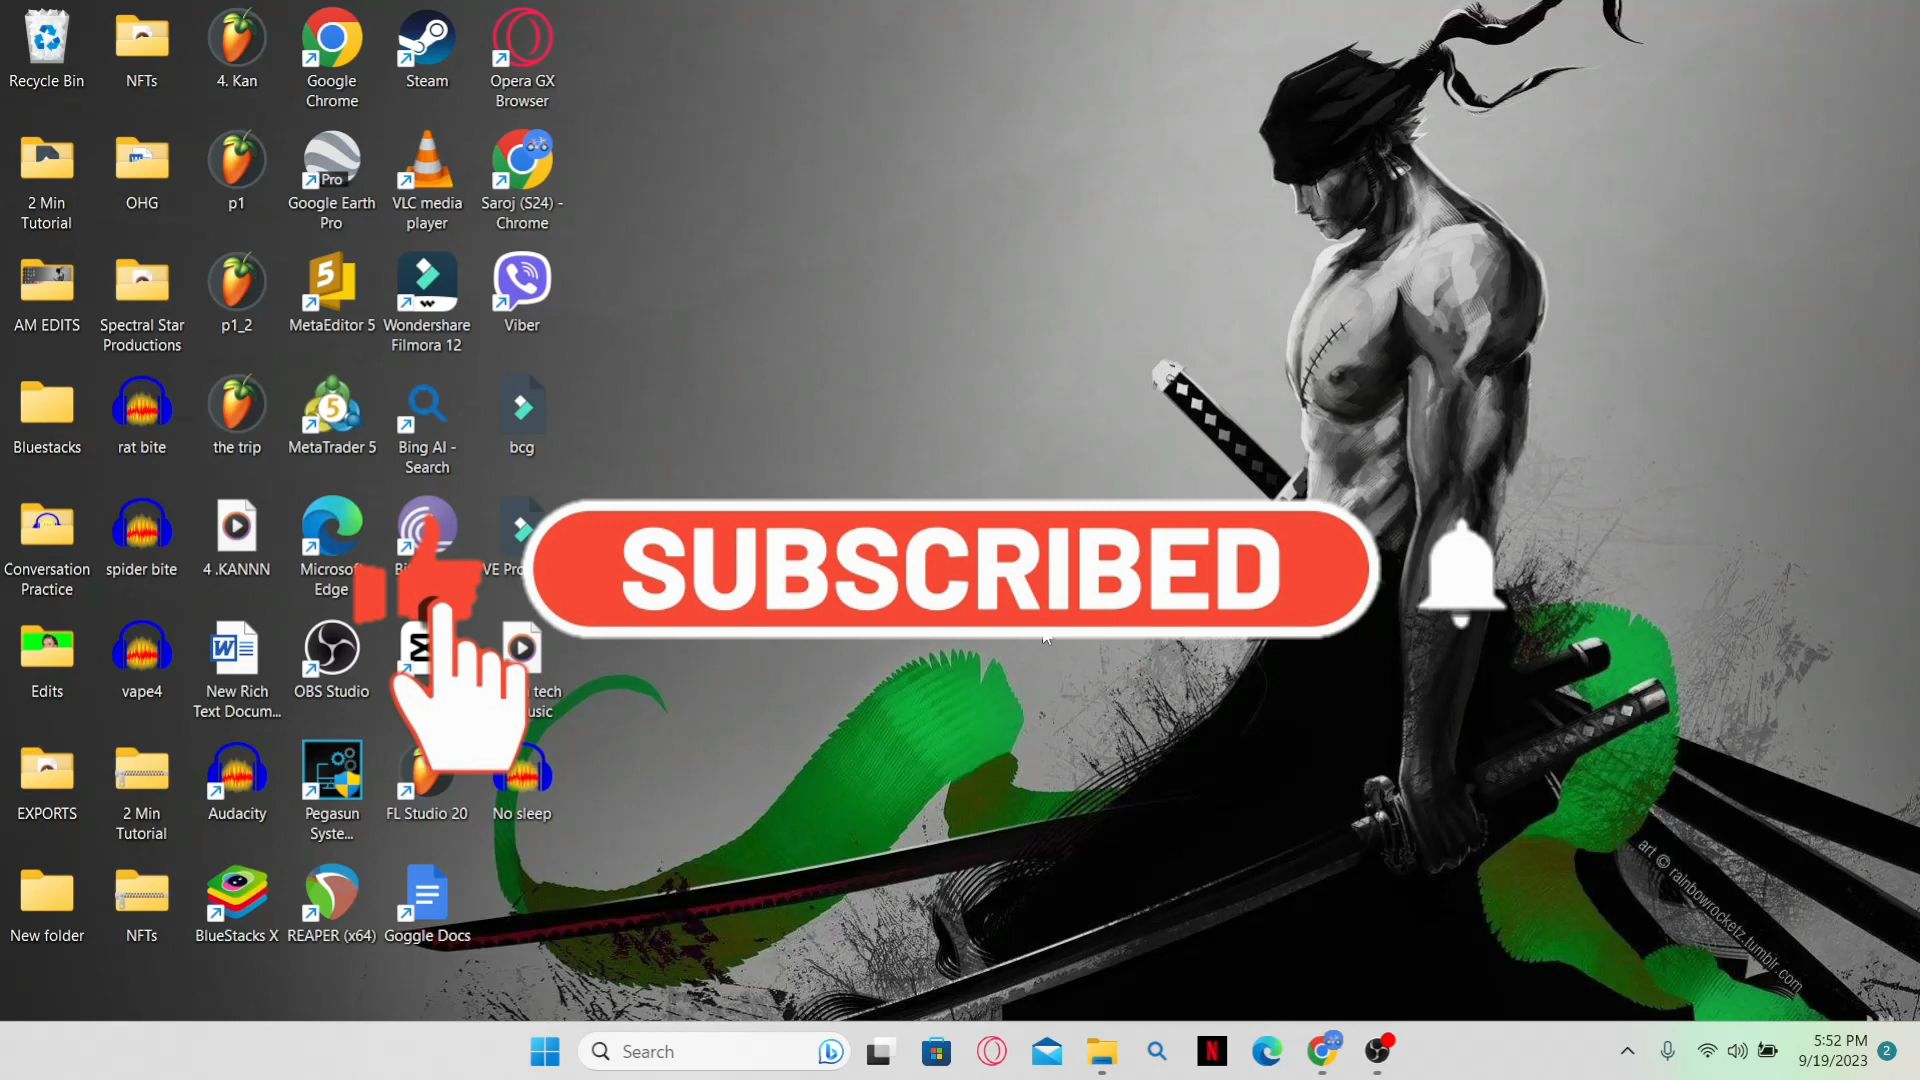 Recycle Bin
NFTs
4. Kan
Google
Chrome
Steam
Opera GX
Browser
2 Min
Tutorial
OHG
p1
Pro
Google Earth
Pro
VLC media
player
Saroj (S24) -
Chrome
AM EDITS
Spectral Star
Productions
p1_2
5
MetaEditor 5
Wondershare
Filmora 12
Viber
Bluestacks
rat bite
the trip
5
MetaTrader 5
Bing AI -
Search
bcg
Conversation
Practice
spider bite
4 .KANNN
Microsoft
Edge
SUBSCRIBED
Edits
vape4
W
New Rich
Text Docum...
OBS Studio
tech
EXPORTS
2 Min
Tutorial
Audacity
Pegasun
Syste...
FL Studio 20
No sleep
New folder
NFTs
BlueStacks X
REAPER (x64)
Goggle Docs
art © rainbowrocketz.tumblr.com
Search
N
5:52 PM
9/19/2023
2